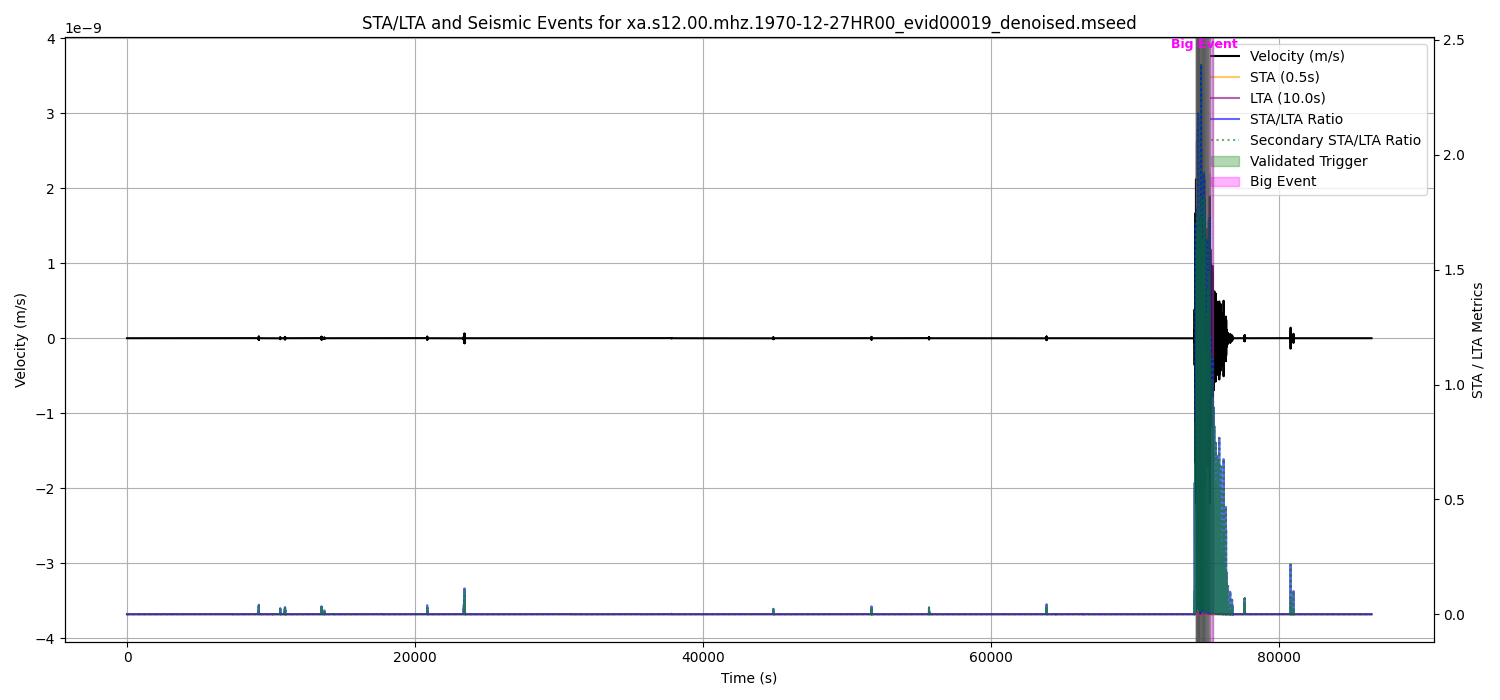 STA/LTA and Seismic Events for xa.s12.00.mhz.1970-12-27HR00_evid00019_denoised.mseed
1e−9
Big Event
Velocity (m/s)
STA (0.5s)
LTA (10.0s)
STA/LTA Ratio
Secondary STA/LTA Ratio
Validated Trigger
Big Event
4
3
2
1
0
−1
−2
−3
−4
Velocity (m/s)
2.5
2.0
1.5
1.0
0.5
0.0
STA / LTA Metrics
0 20000 40000 60000 80000
Time (s)